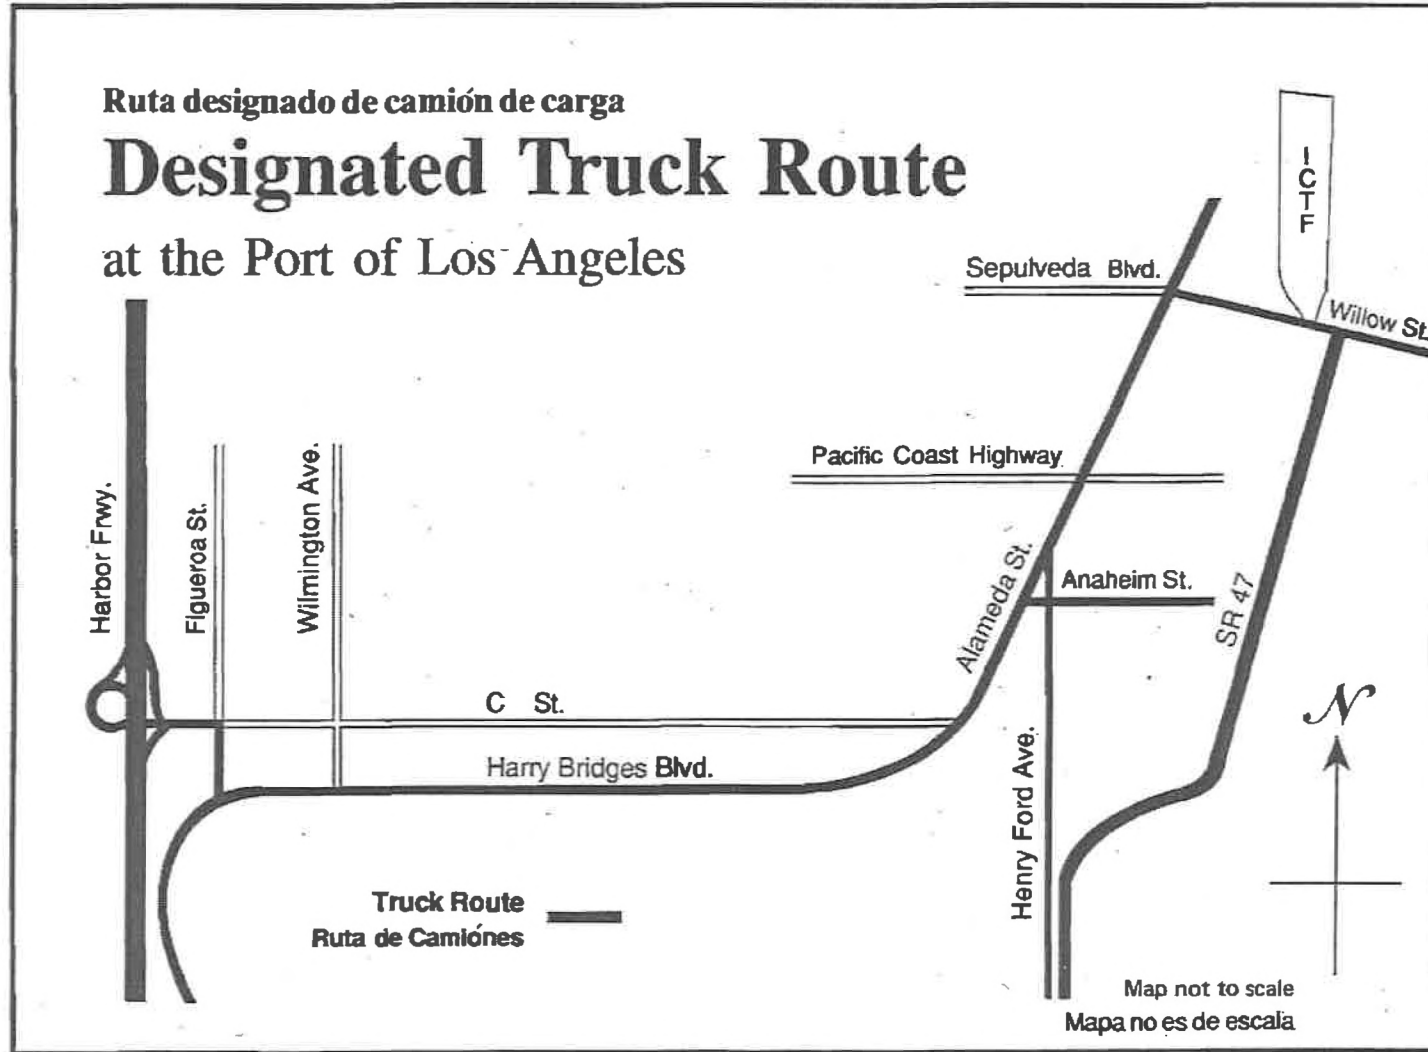 Ruta designado de camión de carga
Designated Truck Route
at the Port of Los Angeles
ICTF
Sepulveda Blvd.
Willow St.
Pacific Coast Highway
Harbor Frwy.
Figueroa St.
Wilmington Ave.
Alameda St.
Anaheim St.
SR 47
C St.
Harry Bridges Blvd.
Henry Ford Ave.
N
Truck Route
Ruta de Camiónes
Map not to scale
Mapa no es de escala